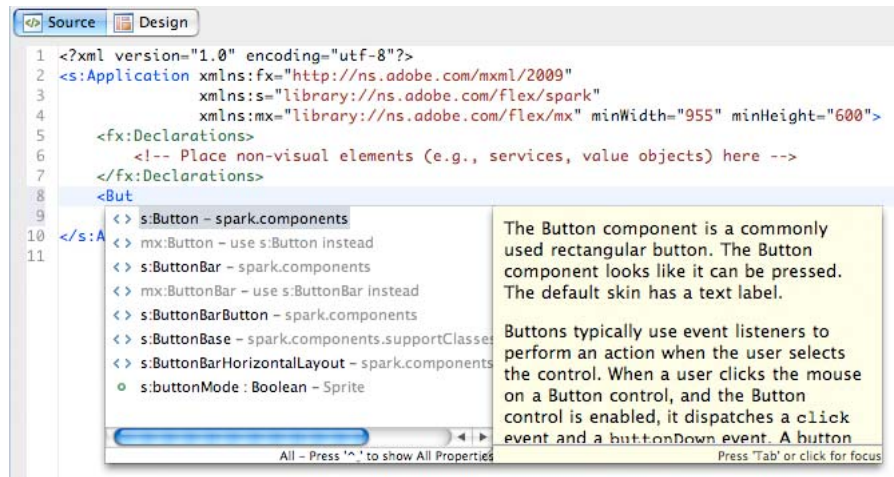 Source Design
1 <?xml version="1.0" encoding="utf-8"?>
2 <s:Application xmlns:fx="http://ns.adobe.com/mxml/2009"
3 xmlns:s="library://ns.adobe.com/flex/spark"
4 xmlns:mx="library://ns.adobe.com/flex/mx" minWidth="955" minHeight="600">
5 <fx:Declarations>
6 <!-- Place non-visual elements (e.g., services, value objects) here -->
7 </fx:Declarations>
8 <But
9
10 </s:A
11
<> s:Button – spark.components
<> mx:Button – use s:Button instead
<> s:ButtonBar – spark.components
<> mx:ButtonBar – use s:ButtonBar instead
<> s:ButtonBarButton – spark.components
<> s:ButtonBase – spark.components.supportClasses
<> s:ButtonBarHorizontalLayout – spark.components
s:buttonMode : Boolean – Sprite
All – Press '^_' to show All Properties
The Button component is a commonly
used rectangular button. The Button
component looks like it can be pressed.
The default skin has a text label.
Buttons typically use event listeners to
perform an action when the user selects
the control. When a user clicks the mouse
on a Button control, and the Button
control is enabled, it dispatches a click
event and a buttonDown event. A button
Press 'Tab' or click for focus